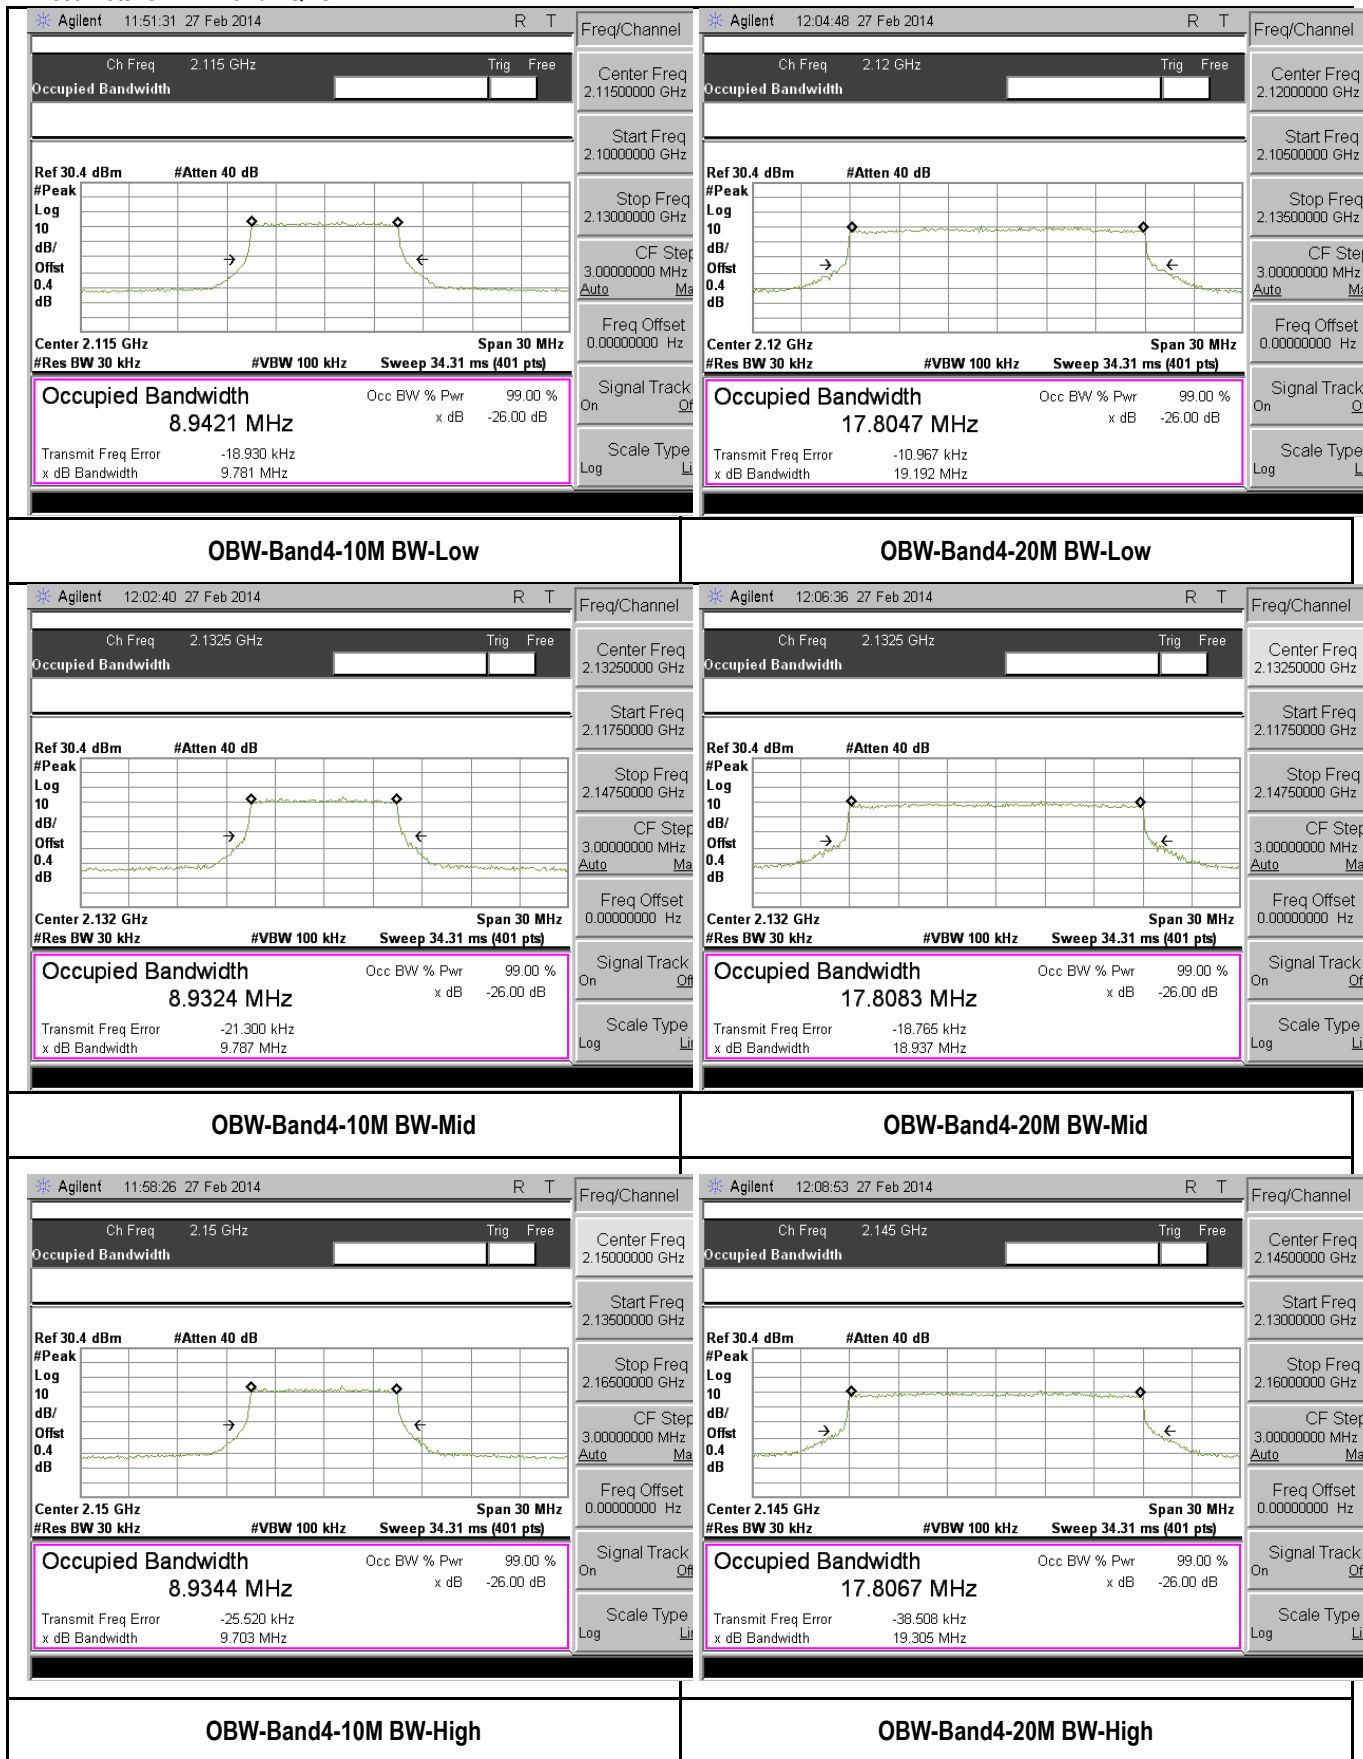 Agilent 11:51:31 27 Feb 2014 R T
Freq/Channel
Ch Freq 2.115 GHz Trig Free
Occupied Bandwidth
Center Freq
2.11500000 GHz
Start Freq
2.10000000 GHz
Ref 30.4 dBm #Atten 40 dB
#Peak
Log
10
dB/
Offst
0.4
dB
Stop Freq
2.13000000 GHz
CF Step
3.00000000 MHz
Auto Ma
Freq Offset
0.00000000 Hz
Center 2.115 GHz Span 30 MHz
#Res BW 30 kHz #VBW 100 kHz Sweep 34.31 ms (401 pts)
Signal Track
On Of
Occupied Bandwidth Occ BW % Pwr 99.00 %
8.9421 MHz x dB -26.00 dB
Transmit Freq Error -18.930 kHz
x dB Bandwidth 9.781 MHz
Scale Type
Log Li
Agilent 12:04:48 27 Feb 2014 R T
Freq/Channel
Ch Freq 2.12 GHz Trig Free
Occupied Bandwidth
Center Freq
2.12000000 GHz
Start Freq
2.10500000 GHz
Ref 30.4 dBm #Atten 40 dB
#Peak
Log
10
dB/
Offst
0.4
dB
Stop Freq
2.13500000 GHz
CF Step
3.00000000 MHz
Auto Ma
Freq Offset
0.00000000 Hz
Center 2.12 GHz Span 30 MHz
#Res BW 30 kHz #VBW 100 kHz Sweep 34.31 ms (401 pts)
Signal Track
On O
Occupied Bandwidth Occ BW % Pwr 99.00 %
17.8047 MHz x dB -26.00 dB
Transmit Freq Error -10.967 kHz
x dB Bandwidth 19.192 MHz
Scale Type
Log L
OBW-Band4-10M BW-Low
OBW-Band4-20M BW-Low
Agilent 12:02:40 27 Feb 2014 R T
Freq/Channel
Ch Freq 2.1325 GHz Trig Free
Occupied Bandwidth
Center Freq
2.13250000 GHz
Start Freq
2.11750000 GHz
Ref 30.4 dBm #Atten 40 dB
#Peak
Log
10
dB/
Offst
0.4
dB
Stop Freq
2.14750000 GHz
CF Step
3.00000000 MHz
Auto Ma
Freq Offset
0.00000000 Hz
Center 2.132 GHz Span 30 MHz
#Res BW 30 kHz #VBW 100 kHz Sweep 34.31 ms (401 pts)
Signal Track
On Off
Occupied Bandwidth Occ BW % Pwr 99.00 %
8.9324 MHz x dB -26.00 dB
Transmit Freq Error -21.300 kHz
x dB Bandwidth 9.787 MHz
Scale Type
Log Li
Agilent 12:06:36 27 Feb 2014 R T
Freq/Channel
Ch Freq 2.1325 GHz Trig Free
Occupied Bandwidth
Center Freq
2.13250000 GHz
Start Freq
2.11750000 GHz
Ref 30.4 dBm #Atten 40 dB
#Peak
Log
10
dB/
Offst
0.4
dB
Stop Freq
2.14750000 GHz
CF Step
3.00000000 MHz
Auto Ma
Freq Offset
0.00000000 Hz
Center 2.132 GHz Span 30 MHz
#Res BW 30 kHz #VBW 100 kHz Sweep 34.31 ms (401 pts)
Signal Track
On Of
Occupied Bandwidth Occ BW % Pwr 99.00 %
17.8083 MHz x dB -26.00 dB
Transmit Freq Error -18.765 kHz
x dB Bandwidth 18.937 MHz
Scale Type
Log Li
OBW-Band4-10M BW-Mid
OBW-Band4-20M BW-Mid
Agilent 11:58:26 27 Feb 2014 R T
Freq/Channel
Ch Freq 2.15 GHz Trig Free
Occupied Bandwidth
Center Freq
2.15000000 GHz
Start Freq
2.13500000 GHz
Ref 30.4 dBm #Atten 40 dB
#Peak
Log
10
dB/
Offst
0.4
dB
Stop Freq
2.16500000 GHz
CF Step
3.00000000 MHz
Auto Ma
Freq Offset
0.00000000 Hz
Center 2.15 GHz Span 30 MHz
#Res BW 30 kHz #VBW 100 kHz Sweep 34.31 ms (401 pts)
Signal Track
On Off
Occupied Bandwidth Occ BW % Pwr 99.00 %
8.9344 MHz x dB -26.00 dB
Transmit Freq Error -25.520 kHz
x dB Bandwidth 9.703 MHz
Scale Type
Log Li
Agilent 12:08:53 27 Feb 2014 R T
Freq/Channel
Ch Freq 2.145 GHz Trig Free
Occupied Bandwidth
Center Freq
2.14500000 GHz
Start Freq
2.13000000 GHz
Ref 30.4 dBm #Atten 40 dB
#Peak
Log
10
dB/
Offst
0.4
dB
Stop Freq
2.16000000 GHz
CF Step
3.00000000 MHz
Auto Ma
Freq Offset
0.00000000 Hz
Center 2.145 GHz Span 30 MHz
#Res BW 30 kHz #VBW 100 kHz Sweep 34.31 ms (401 pts)
Signal Track
On Of
Occupied Bandwidth Occ BW % Pwr 99.00 %
17.8067 MHz x dB -26.00 dB
Transmit Freq Error -38.508 kHz
x dB Bandwidth 19.305 MHz
Scale Type
Log Li
OBW-Band4-10M BW-High
OBW-Band4-20M BW-High